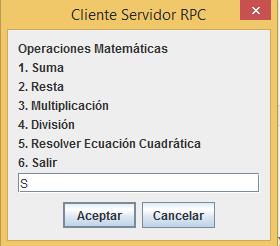 Cliente Servidor RPC
Operaciones Matemáticas
1. Suma
2. Resta
3. Multiplicación
4. División
5. Resolver Ecuación Cuadrática
6. Salir
S
Aceptar Cancelar